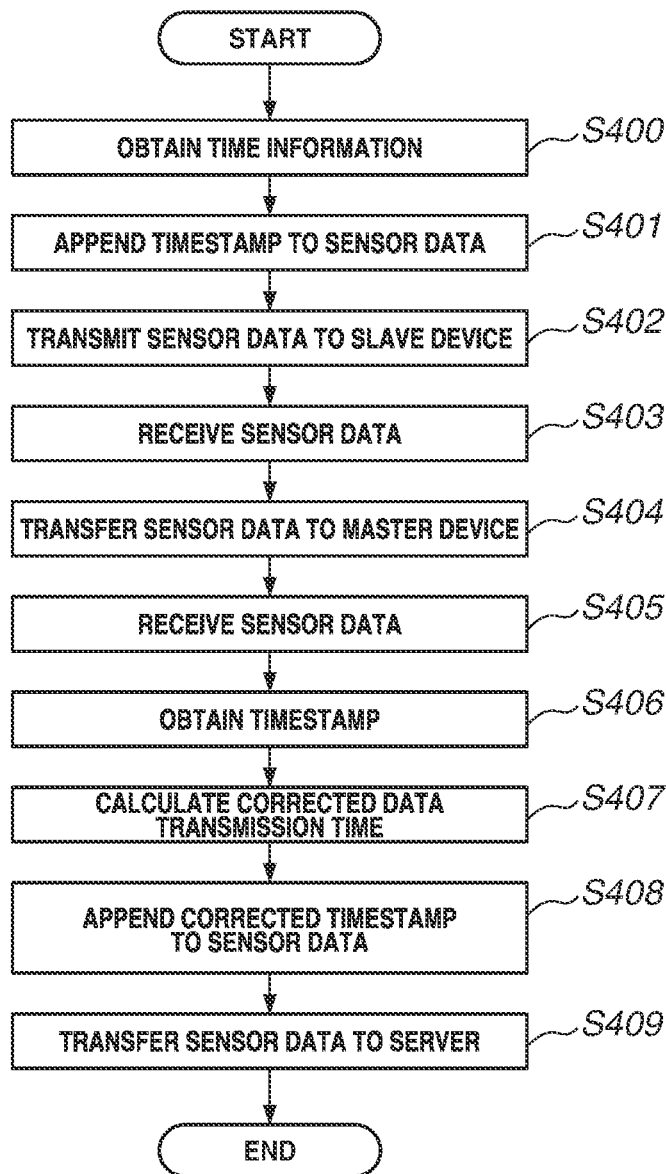 START
OBTAIN TIME INFORMATION
S400
APPEND TIMESTAMP TO SENSOR DATA
S401
TRANSMIT SENSOR DATA TO SLAVE DEVICE
S402
RECEIVE SENSOR DATA
S403
TRANSFER SENSOR DATA TO MASTER DEVICE
S404
RECEIVE SENSOR DATA
S405
OBTAIN TIMESTAMP
S406
CALCULATE CORRECTED DATA
TRANSMISSION TIME
S407
APPEND CORRECTED TIMESTAMP
TO SENSOR DATA
S408
TRANSFER SENSOR DATA TO SERVER
S409
END